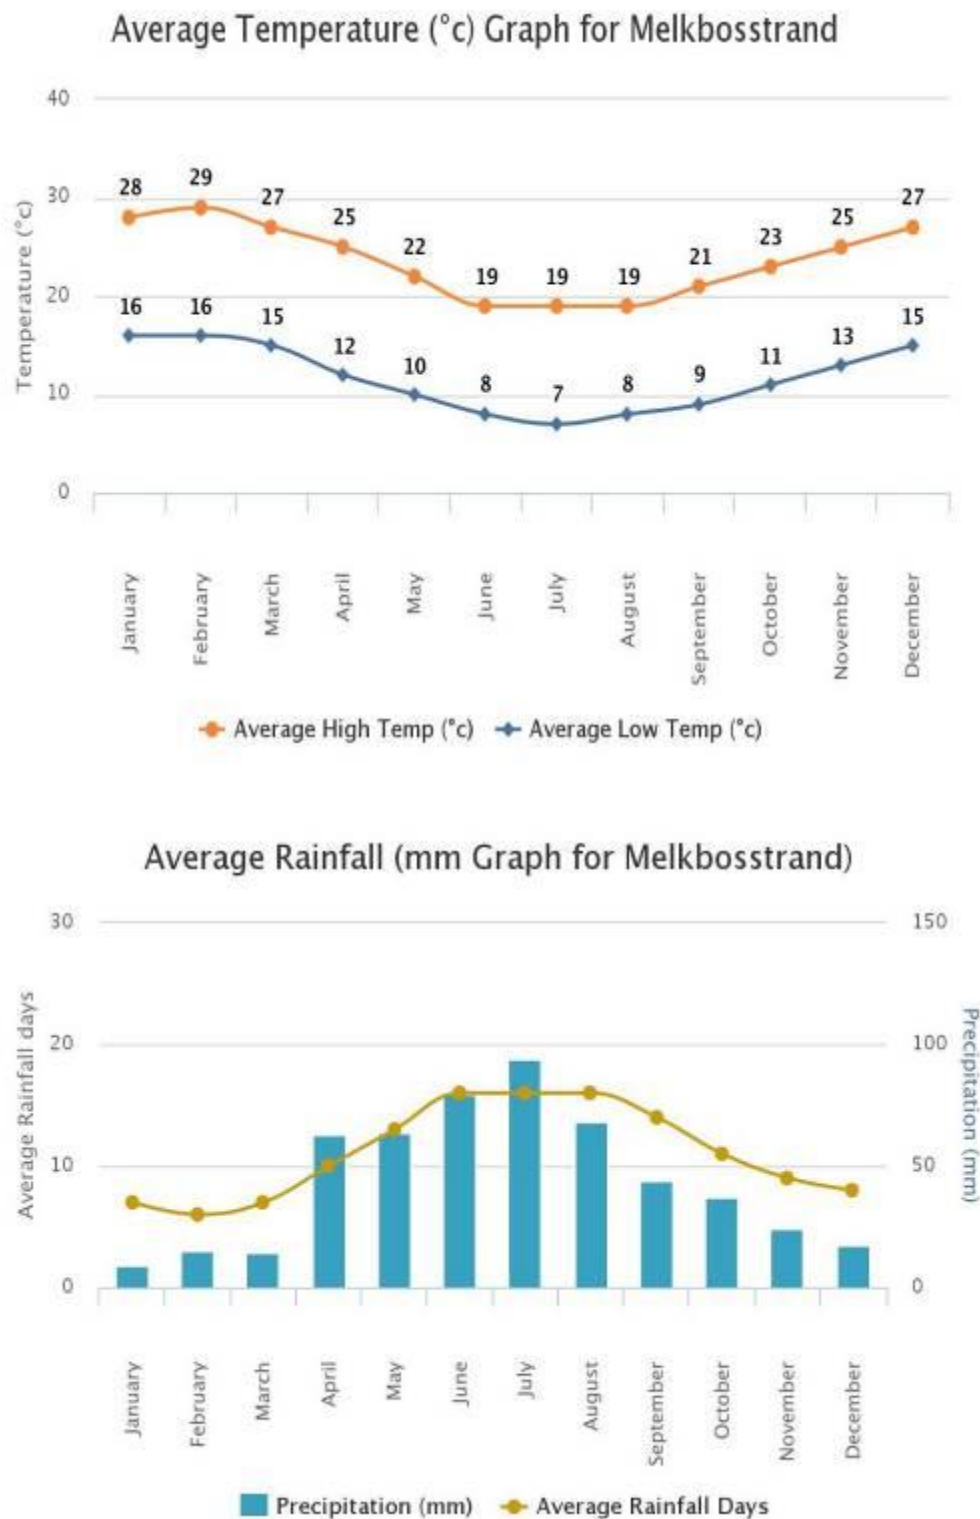 Average Temperature (°c) Graph for Melkbosstrand
Temperature (°c)
40
30
20
10
0
28 29 27 25 22 19 19 19 21 23 25 27
16 16 15 12 10 8 7 8 9 11 13 15
January February March April May June July August September October November December
Average High Temp (°c) Average Low Temp (°c)
Average Rainfall (mm Graph for Melkbosstrand)
Average Rainfall days
30
20
10
0
150
100
50
0
Precipitation (mm)
January February March April May June July August September October November December
Precipitation (mm) Average Rainfall Days